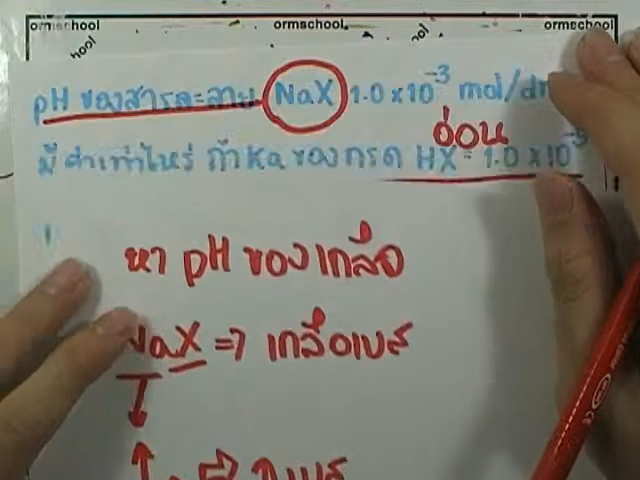 ormschool ormschool ormschool
hool ool
pH ของสารละลาย NaX 1.0 x 10⁻³ mol/d
อ่อน
มีค่าเท่าไหร่ ถ้า Ka ของกรด HX = 1.0 x 10
หา pH ของเกลือ
NaX => เกลือเบส